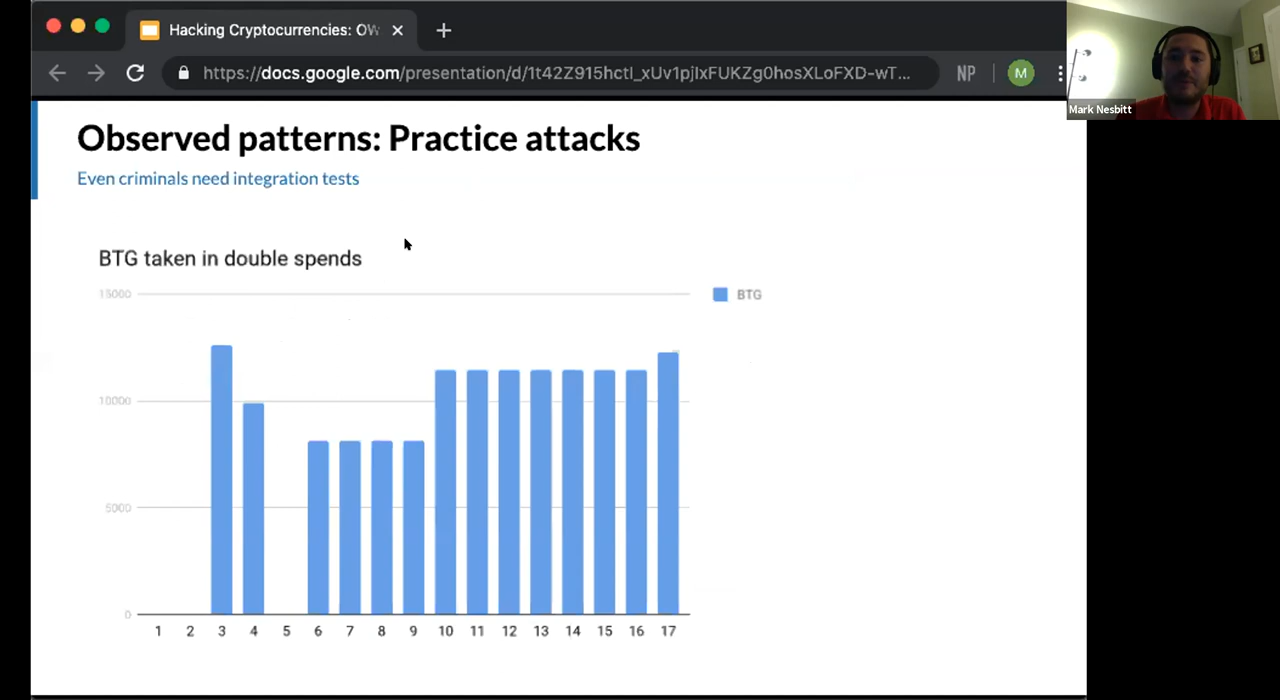 Hacking Cryptocurrencies: OW
https://docs.google.com/presentation/d/1t42Z915hctI_xUv1pjIxFUKZg0hosXLoFXD-wT...
NP
M
Mark Nesbitt
Observed patterns: Practice attacks
Even criminals need integration tests
BTG taken in double spends
15000
BTG
10000
5000
0
1 2 3 4 5 6 7 8 9 10 11 12 13 14 15 16 17